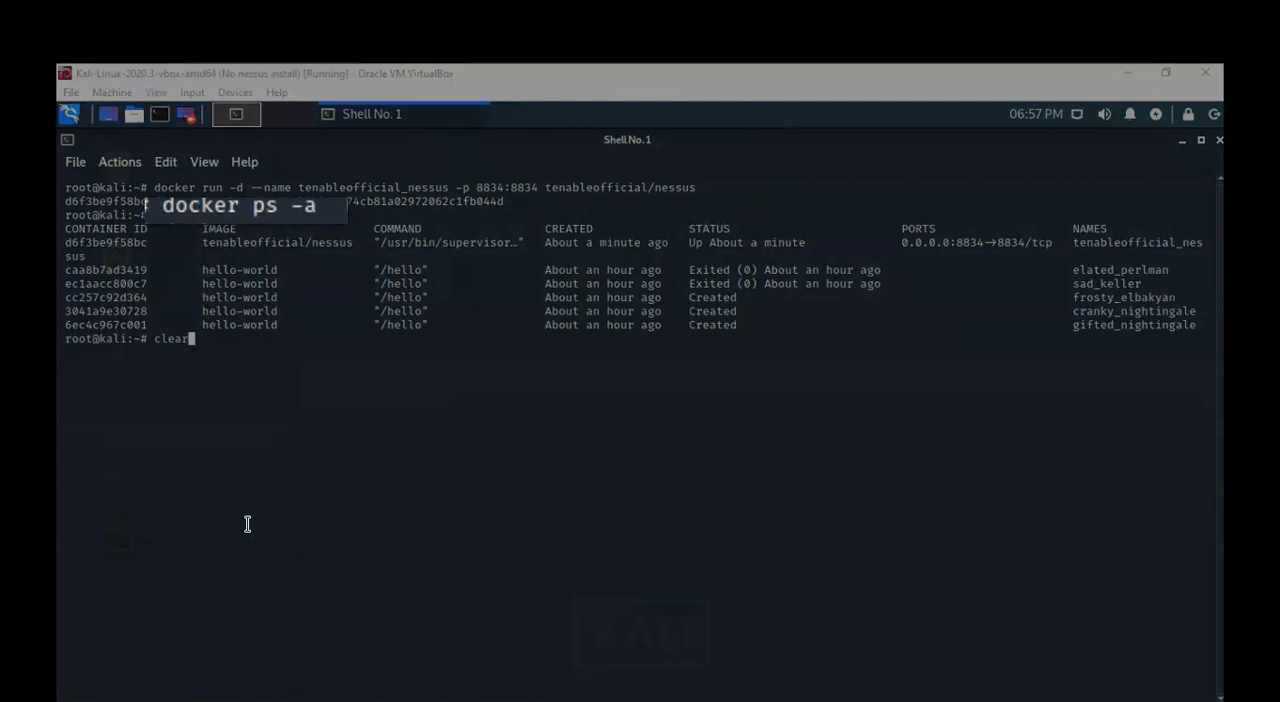 Kali-Linux-2020.3-vbox-amd64 (No nessus install) [Running] - Oracle VM VirtualBox
File Machine View Input Devices Help
Shell No. 1 06:57 PM
Shell No. 1
File Actions Edit View Help
root@kali:~# docker run -d --name tenableofficial_nessus -p 8834:8834 tenableofficial/nessus
d6f3be9f58bc 74cb81a02972062c1fb044d
root@kali:~# docker ps -a
CONTAINER ID IMAGE COMMAND CREATED STATUS PORTS NAMES
d6f3be9f58bc tenableofficial/nessus "/usr/bin/supervisor…" About a minute ago Up About a minute 0.0.0.0:8834→8834/tcp tenableofficial_nes
sus
caa8b7ad3419 hello-world "/hello" About an hour ago Exited (0) About an hour ago elated_perlman
ec1aacc800c7 hello-world "/hello" About an hour ago Exited (0) About an hour ago sad_keller
cc257c92d364 hello-world "/hello" About an hour ago Created frosty_elbakyan
3041a9e30728 hello-world "/hello" About an hour ago Created cranky_nightingale
6ec4c967c001 hello-world "/hello" About an hour ago Created gifted_nightingale
root@kali:~# clear
KALI